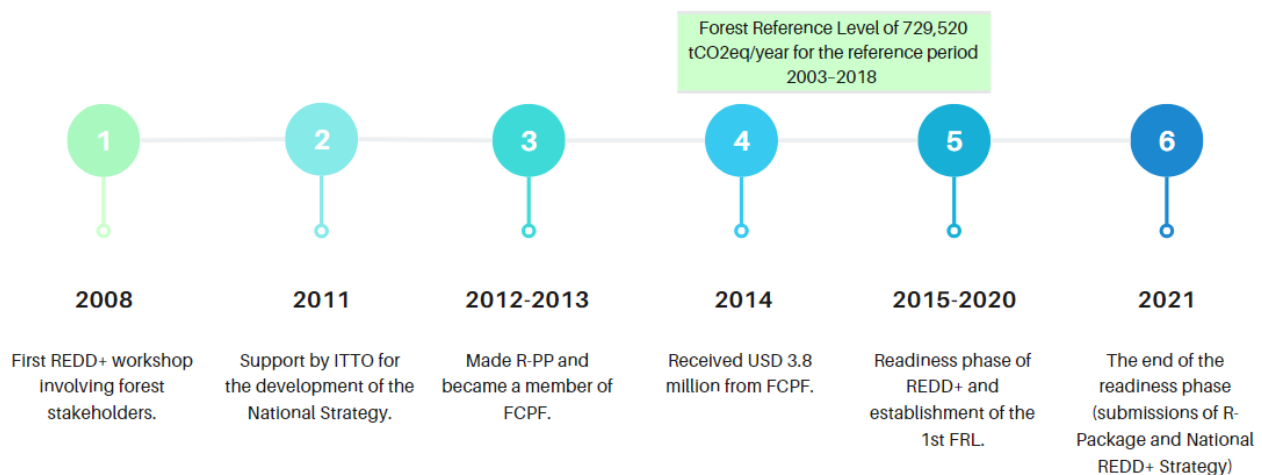 Forest Reference Level of 729,520
tCO2eq/year for the reference period
2003–2018
1
2
3
4
5
6
2008
First REDD+ workshop
involving forest
stakeholders.
2011
Support by ITTO for
the development of the
National Strategy.
2012-2013
Made R-PP and
became a member of
FCPF.
2014
Received USD 3.8
million from FCPF.
2015-2020
Readiness phase of
REDD+ and
establishment of the
1st FRL.
2021
The end of the
readiness phase
(submissions of R-
Package and National
REDD+ Strategy)